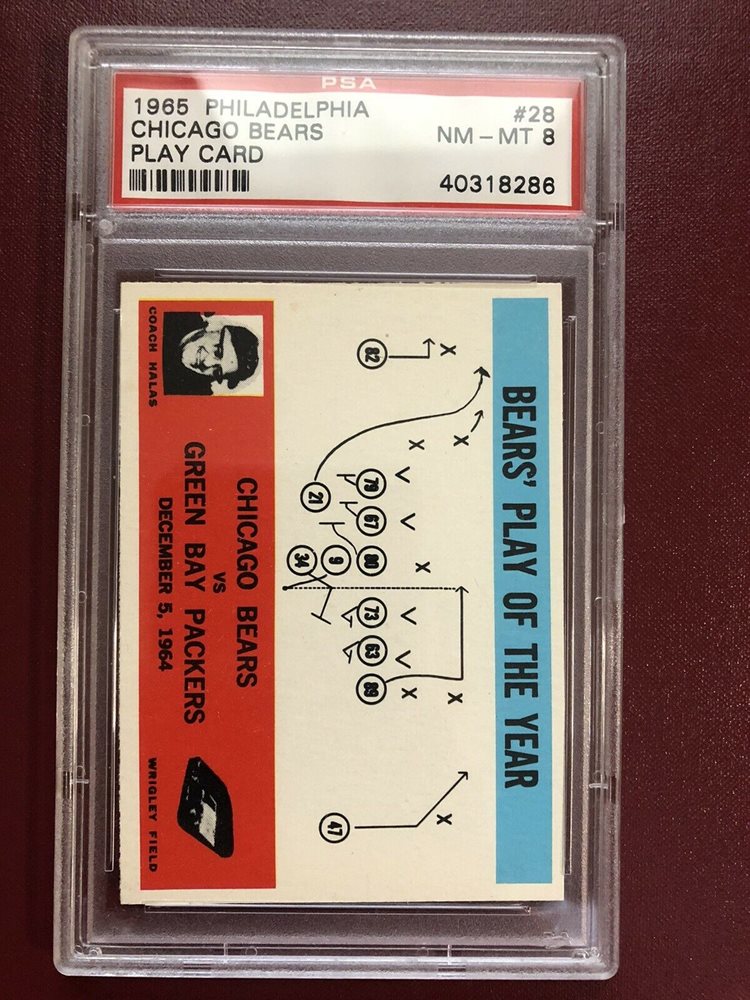 PSA
1965 PHILADELPHIA #28
CHICAGO BEARS NM - MT 8
PLAY CARD
40318286
BEARS' PLAY OF THE YEAR
82 X
X
X
21 79 V
67 V
80 X
9
34
73 V
63 V
89 X X
47 X
COACH HALAS
CHICAGO BEARS
VS
GREEN BAY PACKERS
DECEMBER 5, 1964
WRIGLEY FIELD